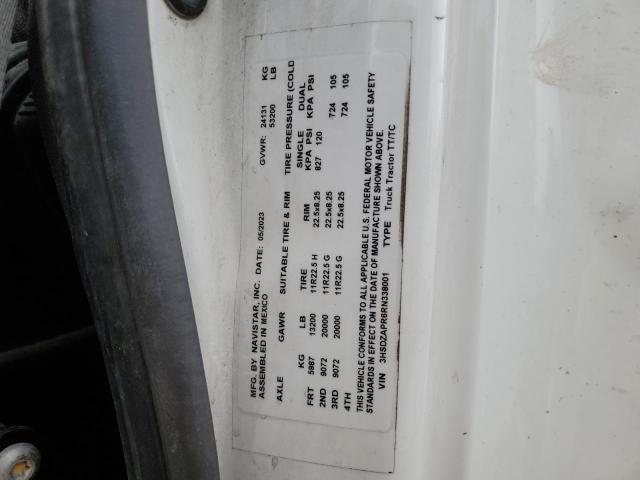 MFG. BY NAVISTAR, INC. DATE: 05/2023 GVWR: 24131 KG
ASSEMBLED IN MEXICO 53200 LB
GAWR SUITABLE TIRE & RIM TIRE PRESSURE (COLD
AXLE SINGLE DUAL
KG LB TIRE RIM KPA PSI KPA PSI
FRT 5987 13200 11R22.5 H 22.5x8.25 827 120
2ND 9072 20000 11R22.5 G 22.5x8.25 724 105
3RD 9072 20000 11R22.5 G 22.5x8.25 724 105
4TH
THIS VEHICLE CONFORMS TO ALL APPLICABLE U.S. FEDERAL MOTOR VEHICLE SAFETY
STANDARDS IN EFFECT ON THE DATE OF MANUFACTURE SHOWN ABOVE.
VIN 3HSDZAPR6RN338001 TYPE Truck Tractor TT/TC